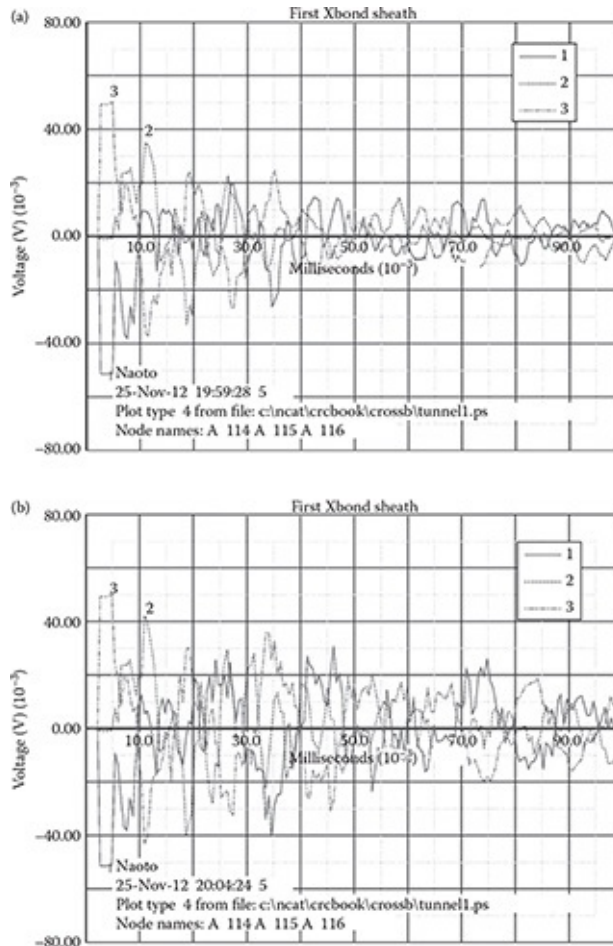 (a)
First Xbond sheath
80.00
40.00
0.00
−40.00
−80.00
Voltage (V) (10⁻³)
3
2
1
2
3
10.0
30.0
50.0
70.0
90.0
Milliseconds (10⁻³)
Naoto
25-Nov-12 19:59:28 5
Plot type 4 from file: c:\ncat\crcbook\crossb\tunnel1.ps
Node names: A 114 A 115 A 116
(b)
First Xbond sheath
80.00
40.00
0.00
−40.00
−80.00
Voltage (V) (10⁻³)
3
2
1
2
3
10.0
30.0
50.0
70.0
90.0
Milliseconds
Naoto
25-Nov-12 20:04:24 5
Plot type 4 from file: c:\ncat\crcbook\crossb\tunnel1.ps
Node names: A 114 A 115 A 116